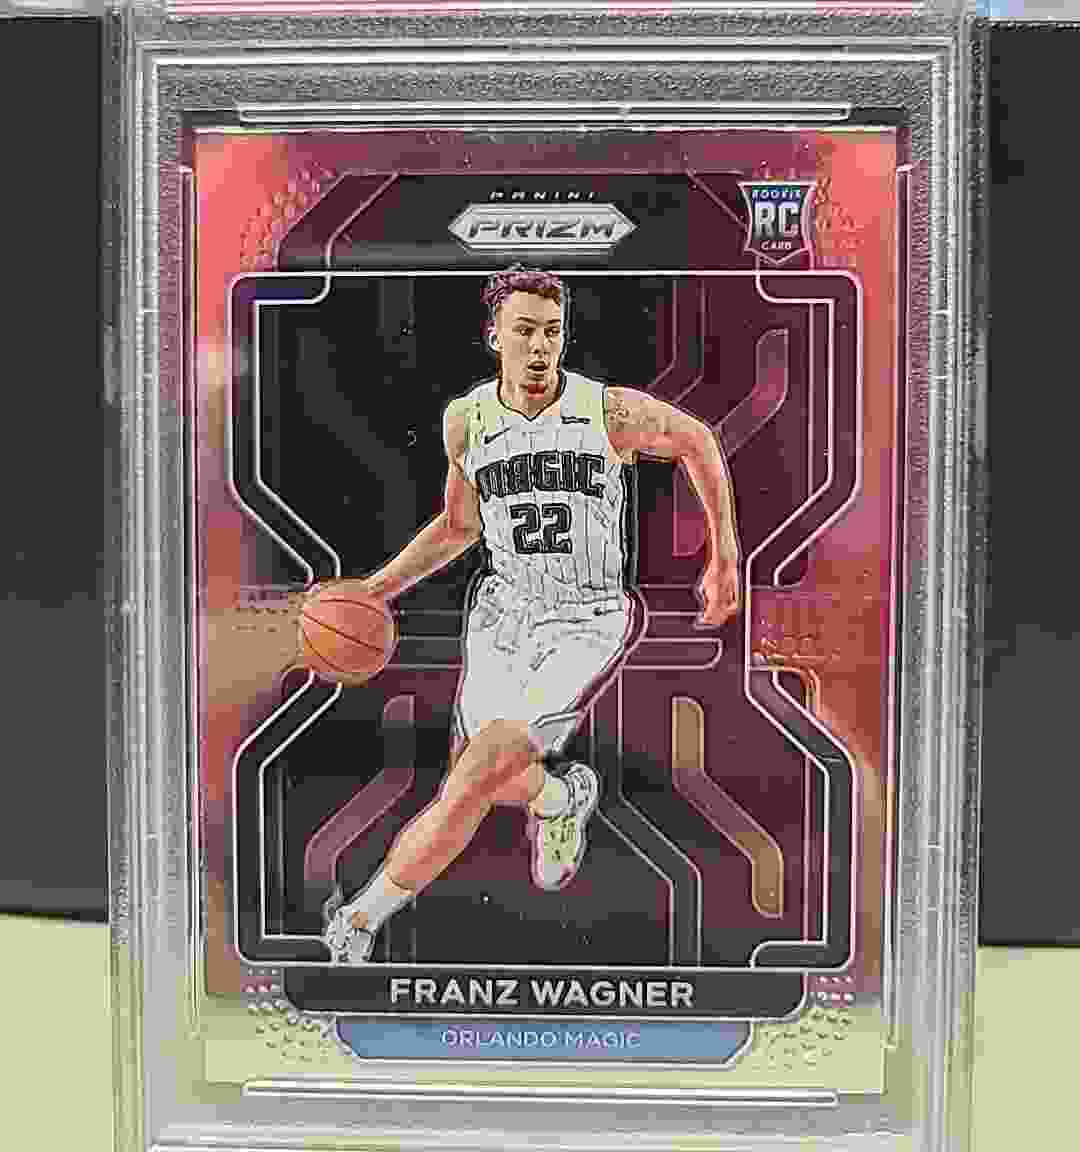 PANINI
PRIZM
ROOKIE
RC
CARD
MAGIC
22
FRANZ WAGNER
ORLANDO MAGIC